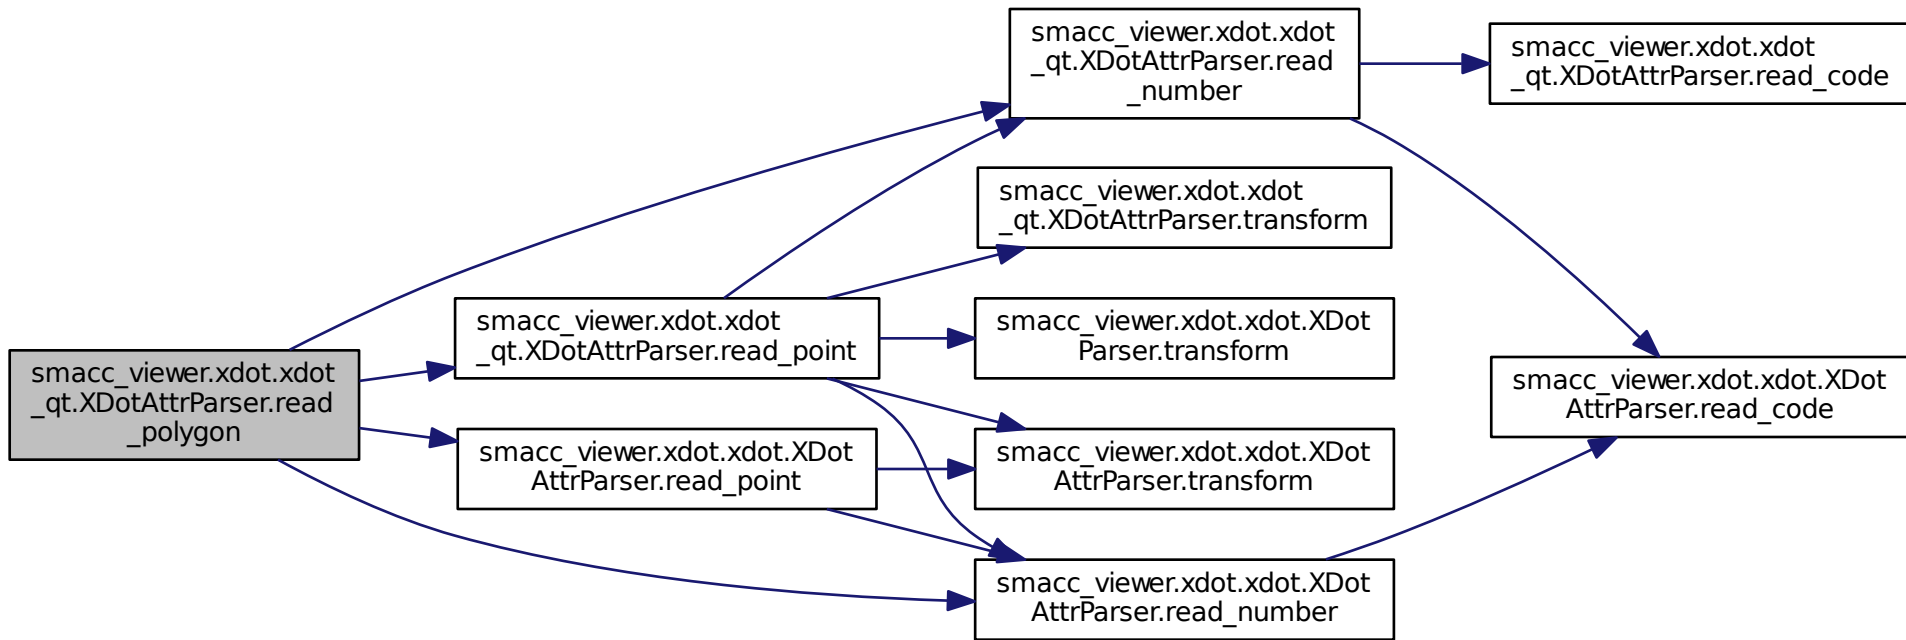 smacc_viewer.xdot.xdot
_qt.XDotAttrParser.read
_polygon
smacc_viewer.xdot.xdot
_qt.XDotAttrParser.read_point
smacc_viewer.xdot.xdot.XDot
AttrParser.read_point
smacc_viewer.xdot.xdot
_qt.XDotAttrParser.read
_number
smacc_viewer.xdot.xdot
_qt.XDotAttrParser.transform
smacc_viewer.xdot.xdot.XDot
Parser.transform
smacc_viewer.xdot.xdot.XDot
AttrParser.transform
smacc_viewer.xdot.xdot.XDot
AttrParser.read_number
smacc_viewer.xdot.xdot
_qt.XDotAttrParser.read_code
smacc_viewer.xdot.xdot.XDot
AttrParser.read_code